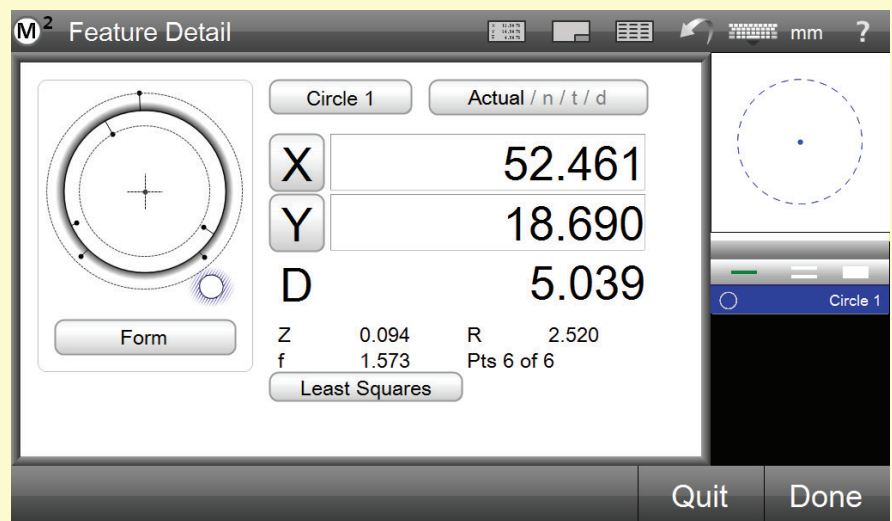 M2 Feature Detail mm ?
Circle 1 Actual / n / t / d
X 52.461
Y 18.690
D 5.039
Z 0.094 R 2.520
f 1.573 Pts 6 of 6
Least Squares
Form
Circle 1
Quit Done